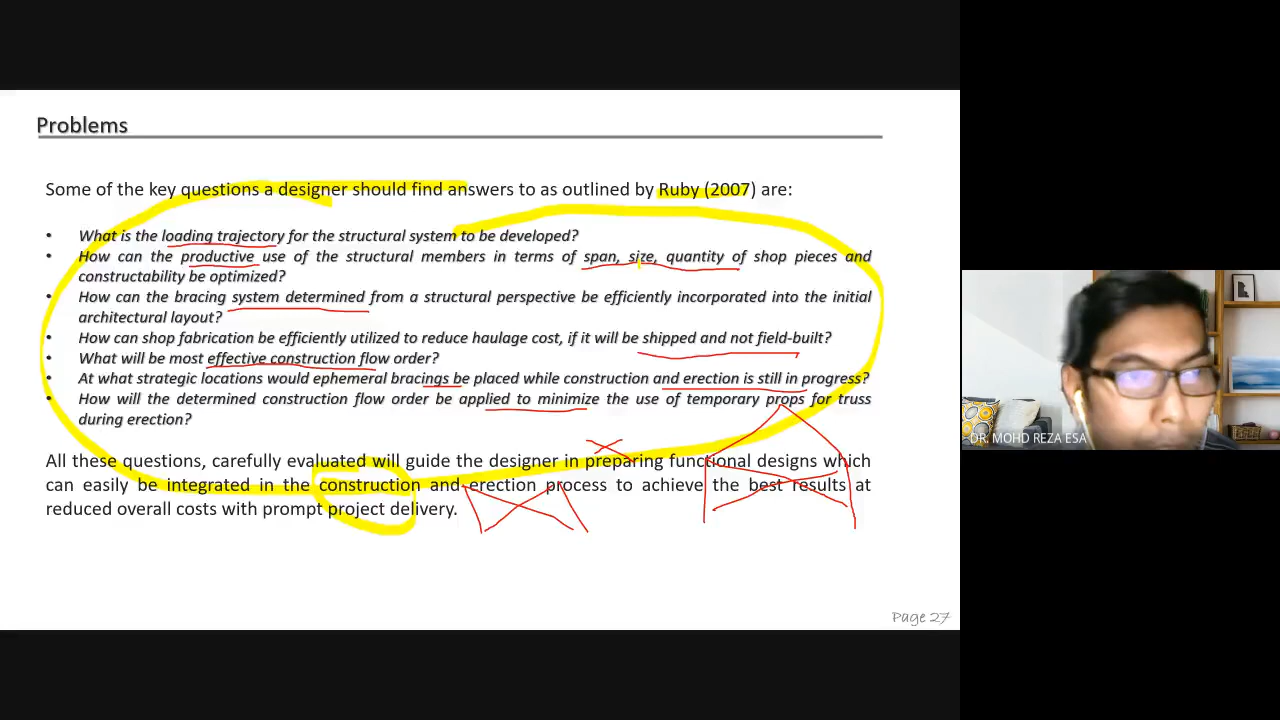 Problems
Some of the key questions a designer should find answers to as outlined by Ruby (2007) are:
• What is the loading trajectory for the structural system to be developed?
• How can the productive use of the structural members in terms of span, size, quantity of shop pieces and
constructability be optimized?
• How can the bracing system determined from a structural perspective be efficiently incorporated into the initial
architectural layout?
• How can shop fabrication be efficiently utilized to reduce haulage cost, if it will be shipped and not field-built?
• What will be most effective construction flow order?
• At what strategic locations would ephemeral bracings be placed while construction and erection is still in progress?
• How will the determined construction flow order be applied to minimize the use of temporary props for truss
during erection?
All these questions, carefully evaluated will guide the designer in preparing functional designs which
can easily be integrated in the construction and erection process to achieve the best results at
reduced overall costs with prompt project delivery.
Page 27
DR. MOHD REZA ESA